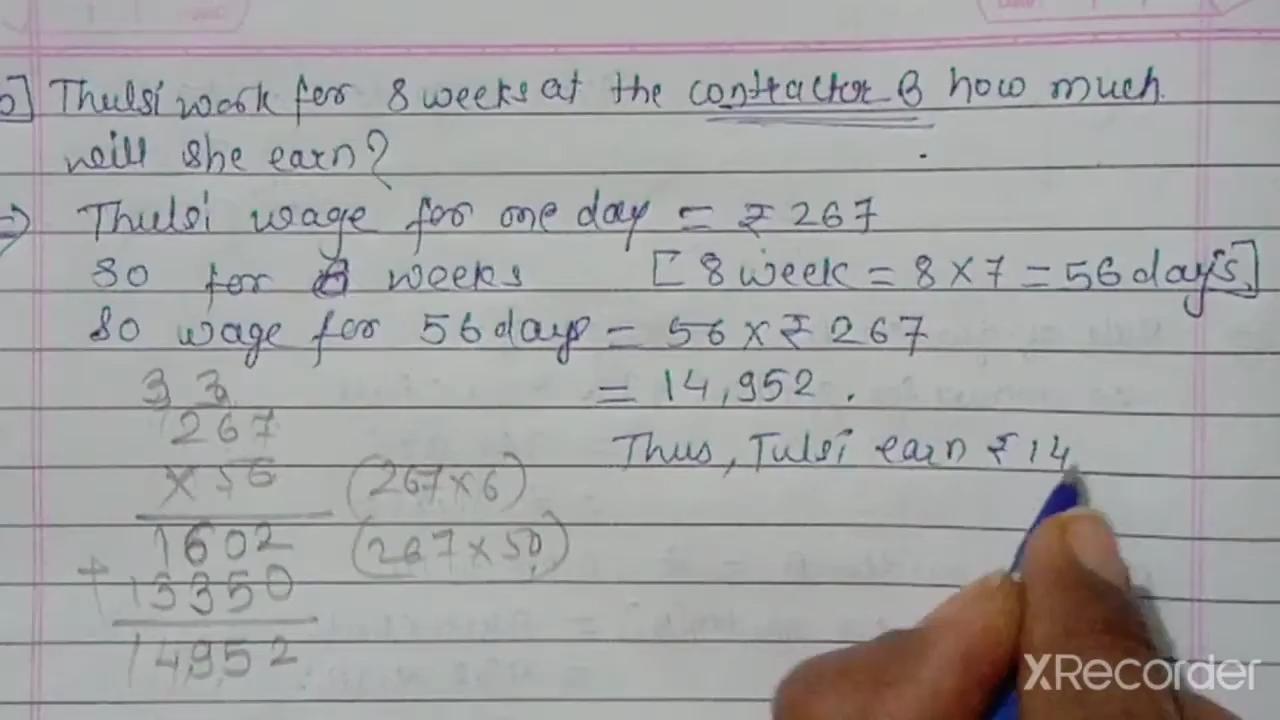 Thulsi work for 8 weeks at the contractor B how much
will she earn?
=> Thulsi wage for one day = ₹ 267
So for 8 weeks [8 week = 8 × 7 = 56 days]
So wage for 56 days = 56 × ₹ 267
= 14,952.
Thus, Tulsi earn ₹ 14
3 3
267
× 56 (267 × 6)
1602 (267 × 50)
+ 13350
14952
XRecorder